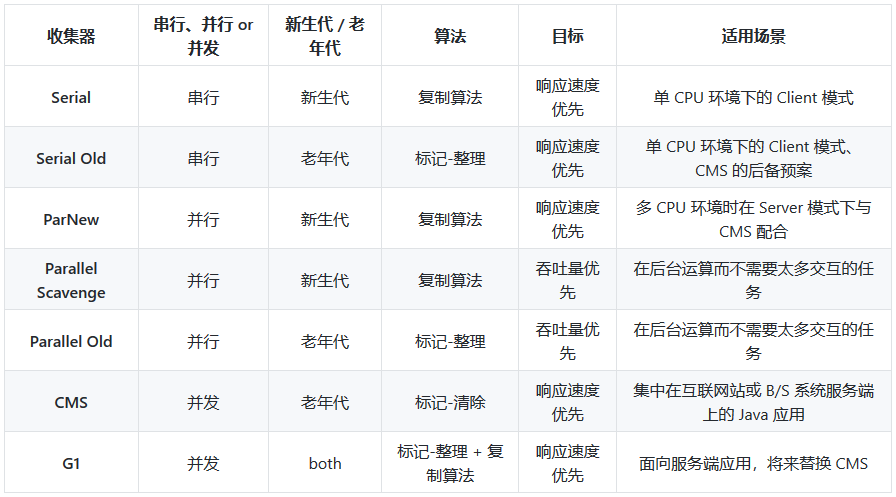 收集器
串行、并行 or
并发
新生代 / 老
年代
算法
目标
适用场景
Serial
串行
新生代
复制算法
响应速度
优先
单 CPU 环境下的 Client 模式
Serial Old
串行
老年代
标记-整理
响应速度
优先
单 CPU 环境下的 Client 模式、
CMS 的后备预案
ParNew
并行
新生代
复制算法
响应速度
优先
多 CPU 环境时在 Server 模式下与
CMS 配合
Parallel
Scavenge
并行
新生代
复制算法
吞吐量优
先
在后台运算而不需要太多交互的任
务
Parallel Old
并行
老年代
标记-整理
吞吐量优
先
在后台运算而不需要太多交互的任
务
CMS
并发
老年代
标记-清除
响应速度
优先
集中在互联网站或 B/S 系统服务端
上的 Java 应用
G1
并发
both
标记-整理 + 复
制算法
响应速度
优先
面向服务端应用，将来替换 CMS